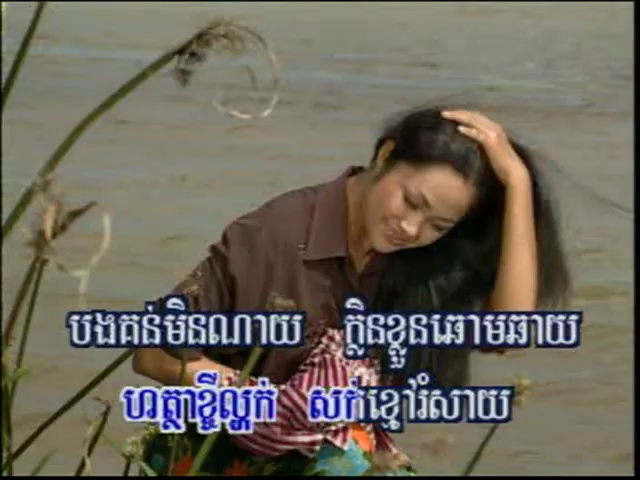 បងគន់មិនណាយ ក្លិនខ្លួនឆោមឆាយ
ហត្ថាខ្ចីល្ហក់ សក់ខ្មៅរំសាយ